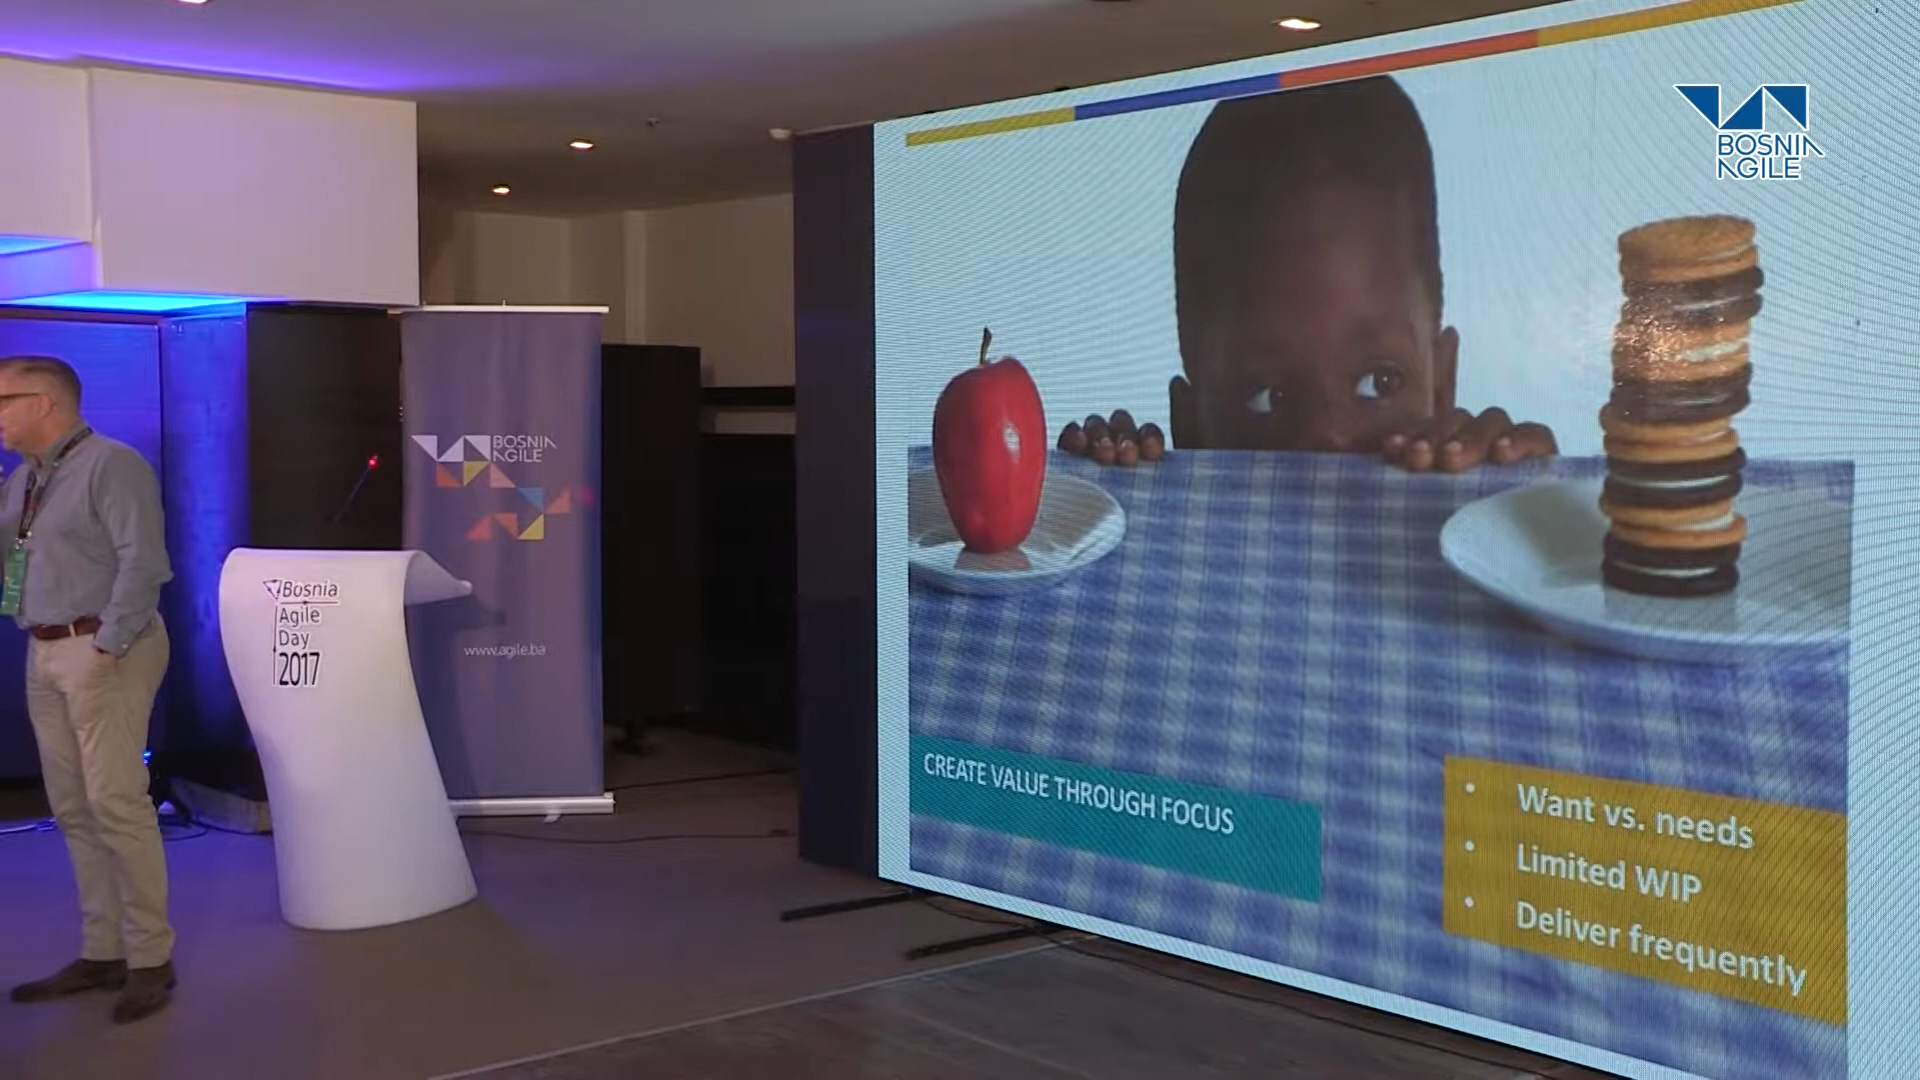 BOSNIA
AGILE
BOSNIA
AGILE
www.agile.ba
Bosnia
Agile
Day
2017
CREATE VALUE THROUGH FOCUS
• Want vs. needs
• Limited WIP
• Deliver frequently